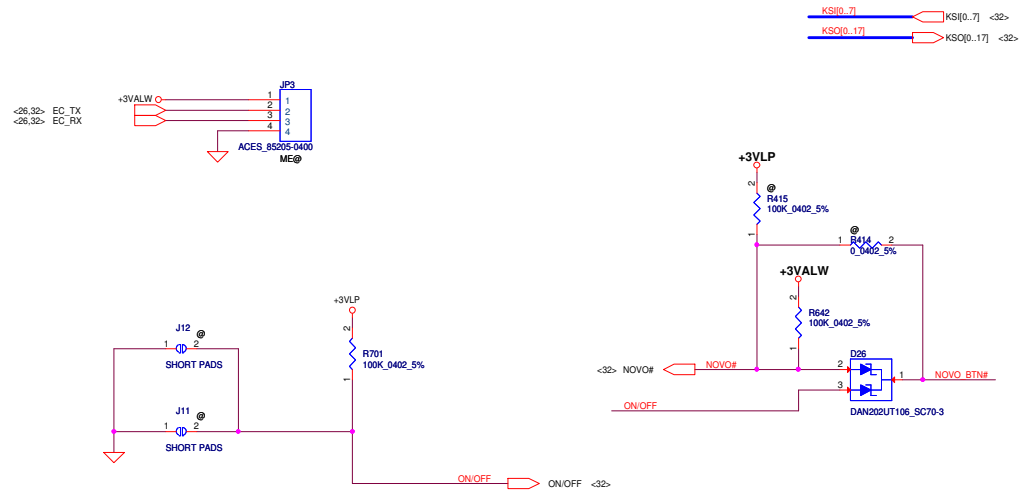 KSI[0..7] KSI[0..7] <32>
KSO[0..17] KSO[0..17] <32>
JP3
+3VALW 1 1
<26,32> EC_TX 2 2
<26,32> EC_RX 3 3
4 4
ACES_85205-0400
ME@
+3VLP
2
@
R415
100K_0402_5%
1
@
1 R414 2
0_0402_5%
+3VALW
2
R642
100K_0402_5%
1
+3VLP
2
R701
100K_0402_5%
1
J12
@
1 2
SHORT PADS
J11
@
1 2
SHORT PADS
D26
<32> NOVO# NOVO# 2
1 NOVO_BTN#
3
ON/OFF
DAN202UT106_SC70-3
ON/OFF ON/OFF <32>